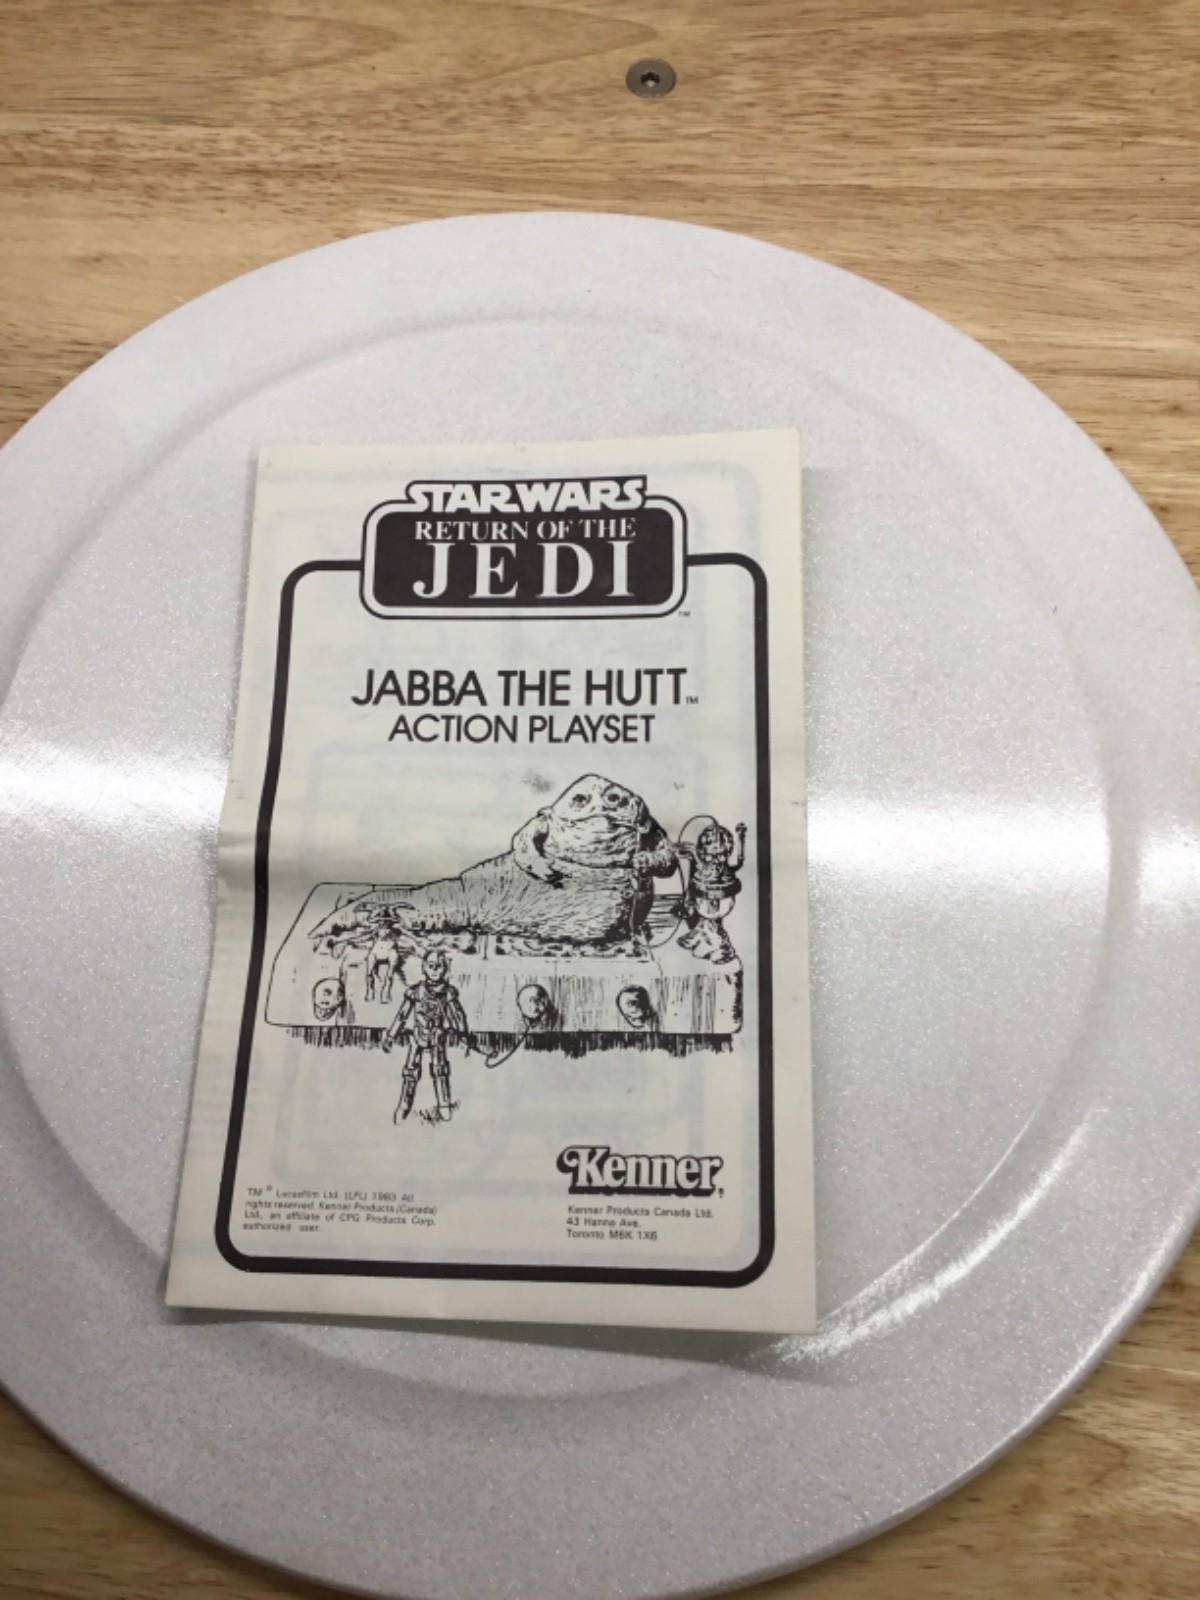 STAR WARS
RETURN OF THE
JEDI
TM
JABBA THE HUTT TM
ACTION PLAYSET
Kenner®
TM ® Lucasfilm Ltd. (LFL) 1983 All
rights reserved. Kenner Products (Canada)
Ltd., an affiliate of CPG Products Corp.
authorized user.
Kenner Products Canada Ltd.
43 Hanna Ave.
Toronto M6K 1X6